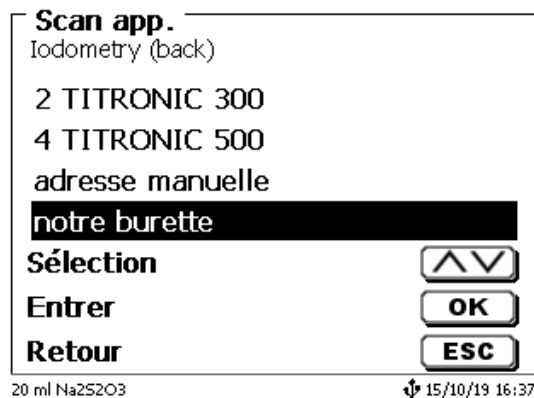 Scan app.
Iodometry (back)
2 TITRONIC 300
4 TITRONIC 500
adresse manuelle
notre burette
Sélection
Entrer OK
Retour ESC
20 ml Na2S2O3 15/10/19 16:37